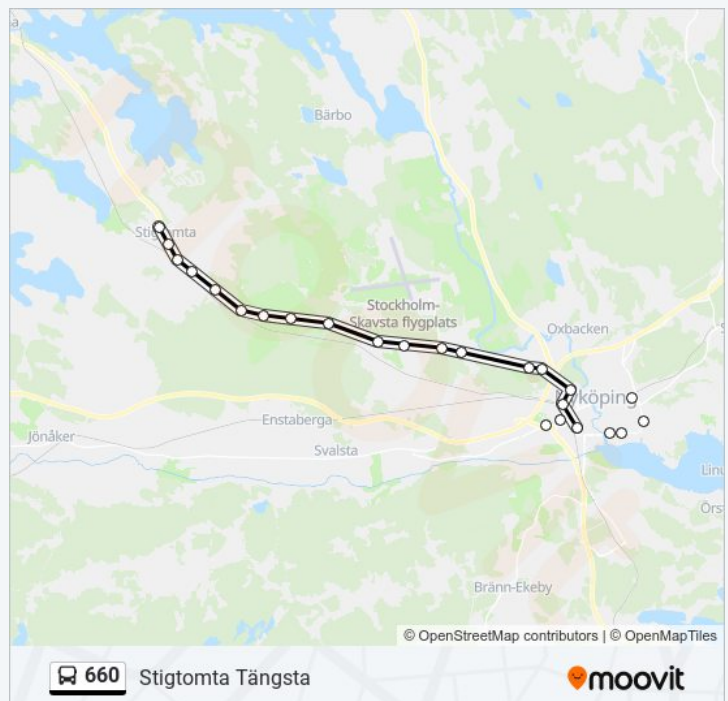 Bärbo
Stigtomta
Stockholm-
Skavsta flygplats
Oxbacken
Nyköping
Enstaberga
Jönåker
Svalsta
Linu
Örst
Bränn-Ekeby
© OpenStreetMap contributors | © OpenMapTiles
660 Stigtomta Tängsta
moovit